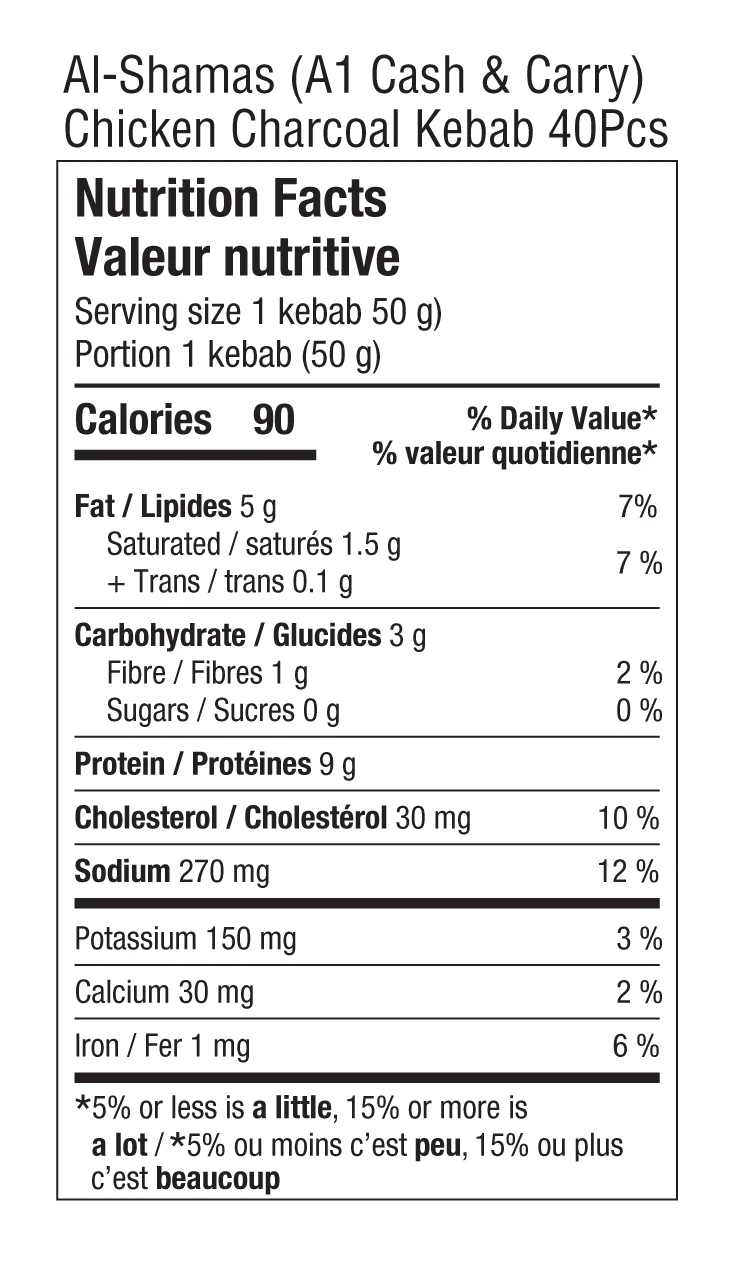 Al-Shamas (A1 Cash & Carry)
Chicken Charcoal Kebab 40Pcs
Nutrition Facts
Valeur nutritive
Serving size 1 kebab 50 g)
Portion 1 kebab (50 g)
Calories 90
% Daily Value*
% valeur quotidienne*
Fat / Lipides 5 g 7%
Saturated / saturés 1.5 g
+ Trans / trans 0.1 g
7 %
Carbohydrate / Glucides 3 g
Fibre / Fibres 1 g 2 %
Sugars / Sucres 0 g 0 %
Protein / Protéines 9 g
Cholesterol / Cholestérol 30 mg 10 %
Sodium 270 mg 12 %
Potassium 150 mg 3 %
Calcium 30 mg 2 %
Iron / Fer 1 mg 6 %
*5% or less is a little, 15% or more is
a lot / *5% ou moins c’est peu, 15% ou plus
c’est beaucoup